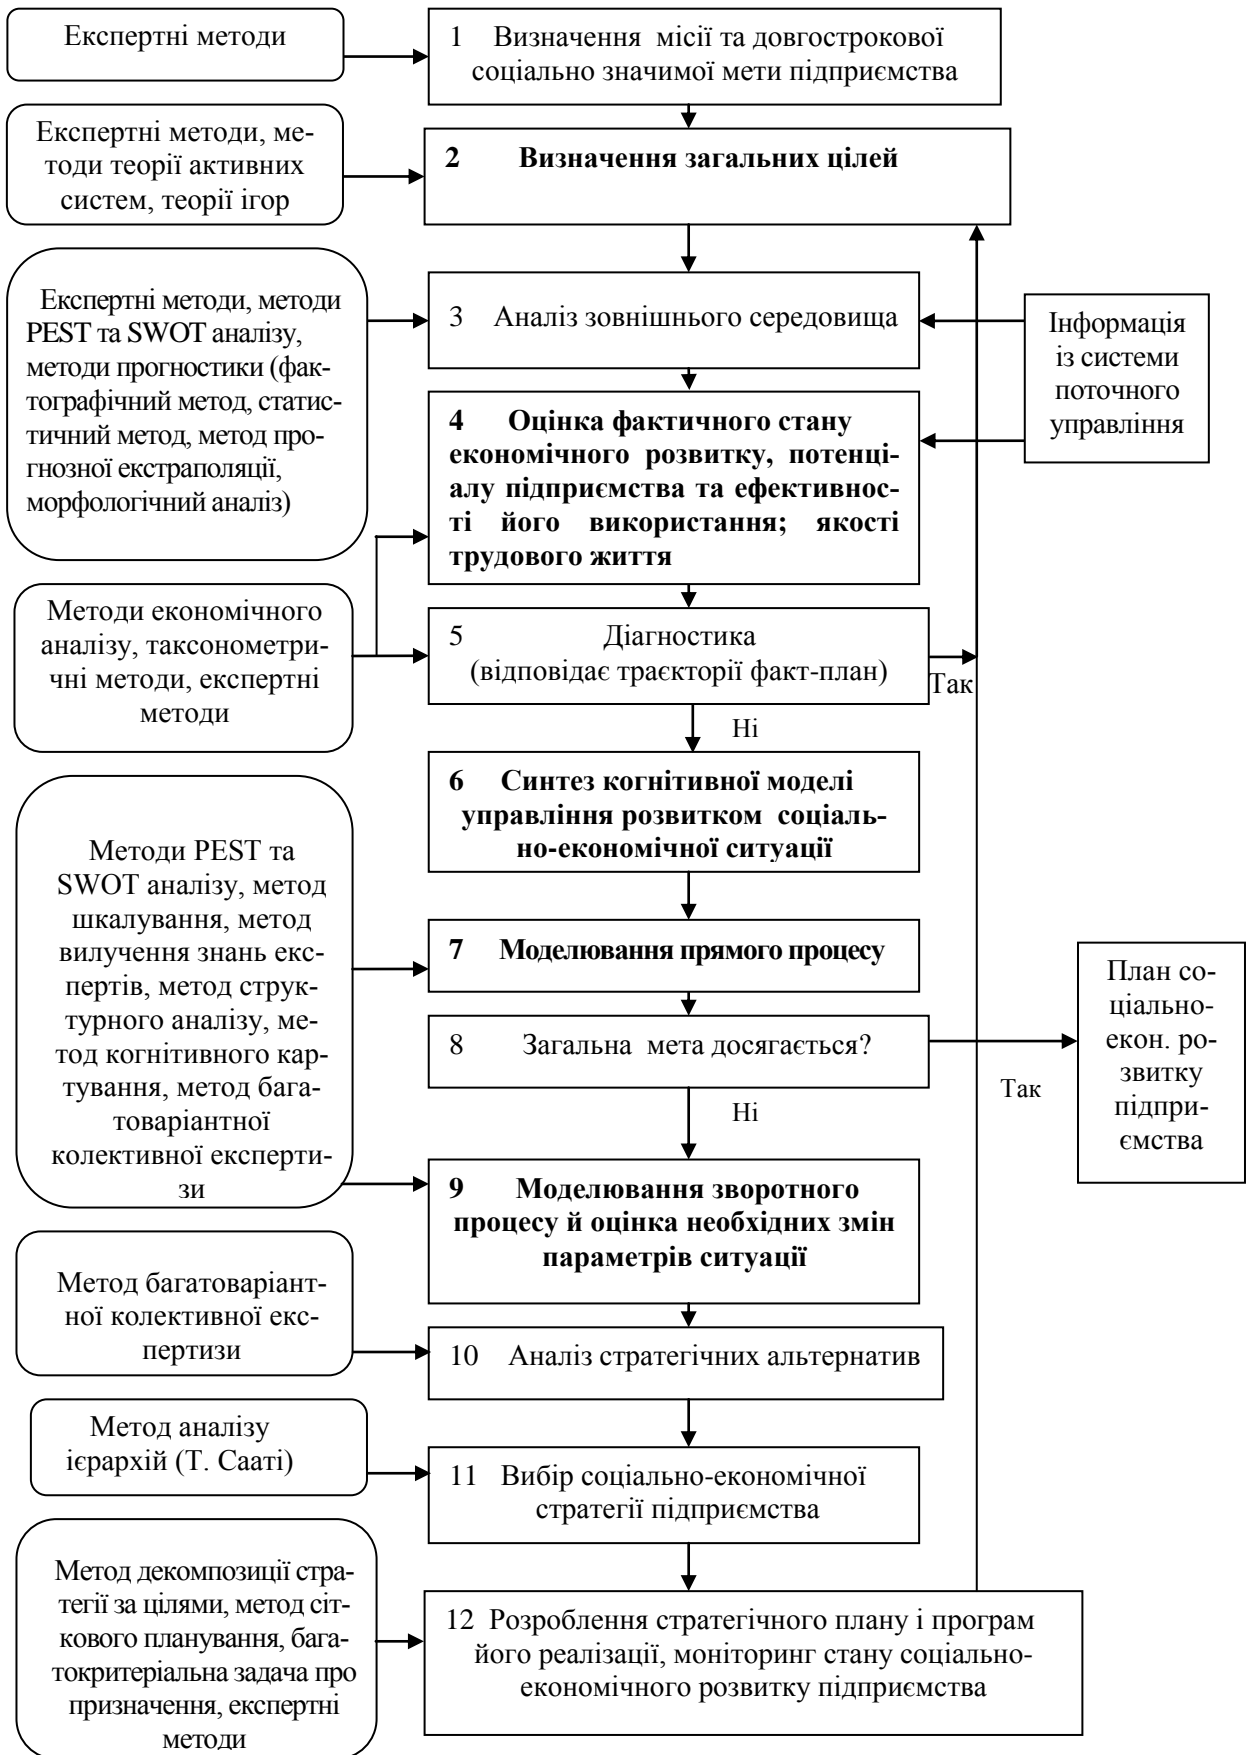 Експертні методи
1 Визначення місії та довгострокової
соціально значимої мети підприємства
Експертні методи, ме-
тоди теорії активних
систем, теорії ігор
2 Визначення загальних цілей
Експертні методи, методи
PEST та SWOT аналізу,
методи прогностики (фак-
тографічний метод, статис-
тичний метод, метод про-
гнозної екстраполяції,
морфологічний аналіз)
3 Аналіз зовнішнього середовища
Інформація
із системи
поточного
управління
4 Оцінка фактичного стану
економічного розвитку, потенці-
алу підприємства та ефективнос-
ті його використання; якості
трудового життя
Методи економічного
аналізу, таксонометри-
чні методи, експертні
методи
5 Діагностика
(відповідає траєкторії факт-план)
Так
Ні
6 Синтез когнітивної моделі
управління розвитком соціаль-
но-економічної ситуації
Методи PEST та
SWOT аналізу, метод
шкалування, метод
вилучення знань екс-
пертів, метод струк-
турного аналізу, ме-
тод когнітивного кар-
тування, метод бага-
товаріантної
колективної експерти-
зи
7 Моделювання прямого процесу
8 Загальна мета досягається?
Так
Ні
План со-
ціально-
екон. ро-
звитку
підпри-
ємства
9 Моделювання зворотного
процесу й оцінка необхідних змін
параметрів ситуації
Метод багатоваріант-
ної колективної екс-
пертизи
10 Аналіз стратегічних альтернатив
Метод аналізу
ієрархій (Т. Сааті)
11 Вибір соціально-економічної
стратегії підприємства
Метод декомпозиції стра-
тегії за цілями, метод сіт-
кового планування, бага-
токритеріальна задача про
призначення, експертні
методи
12 Розроблення стратегічного плану і програм
його реалізації, моніторинг стану соціально-
економічного розвитку підприємства